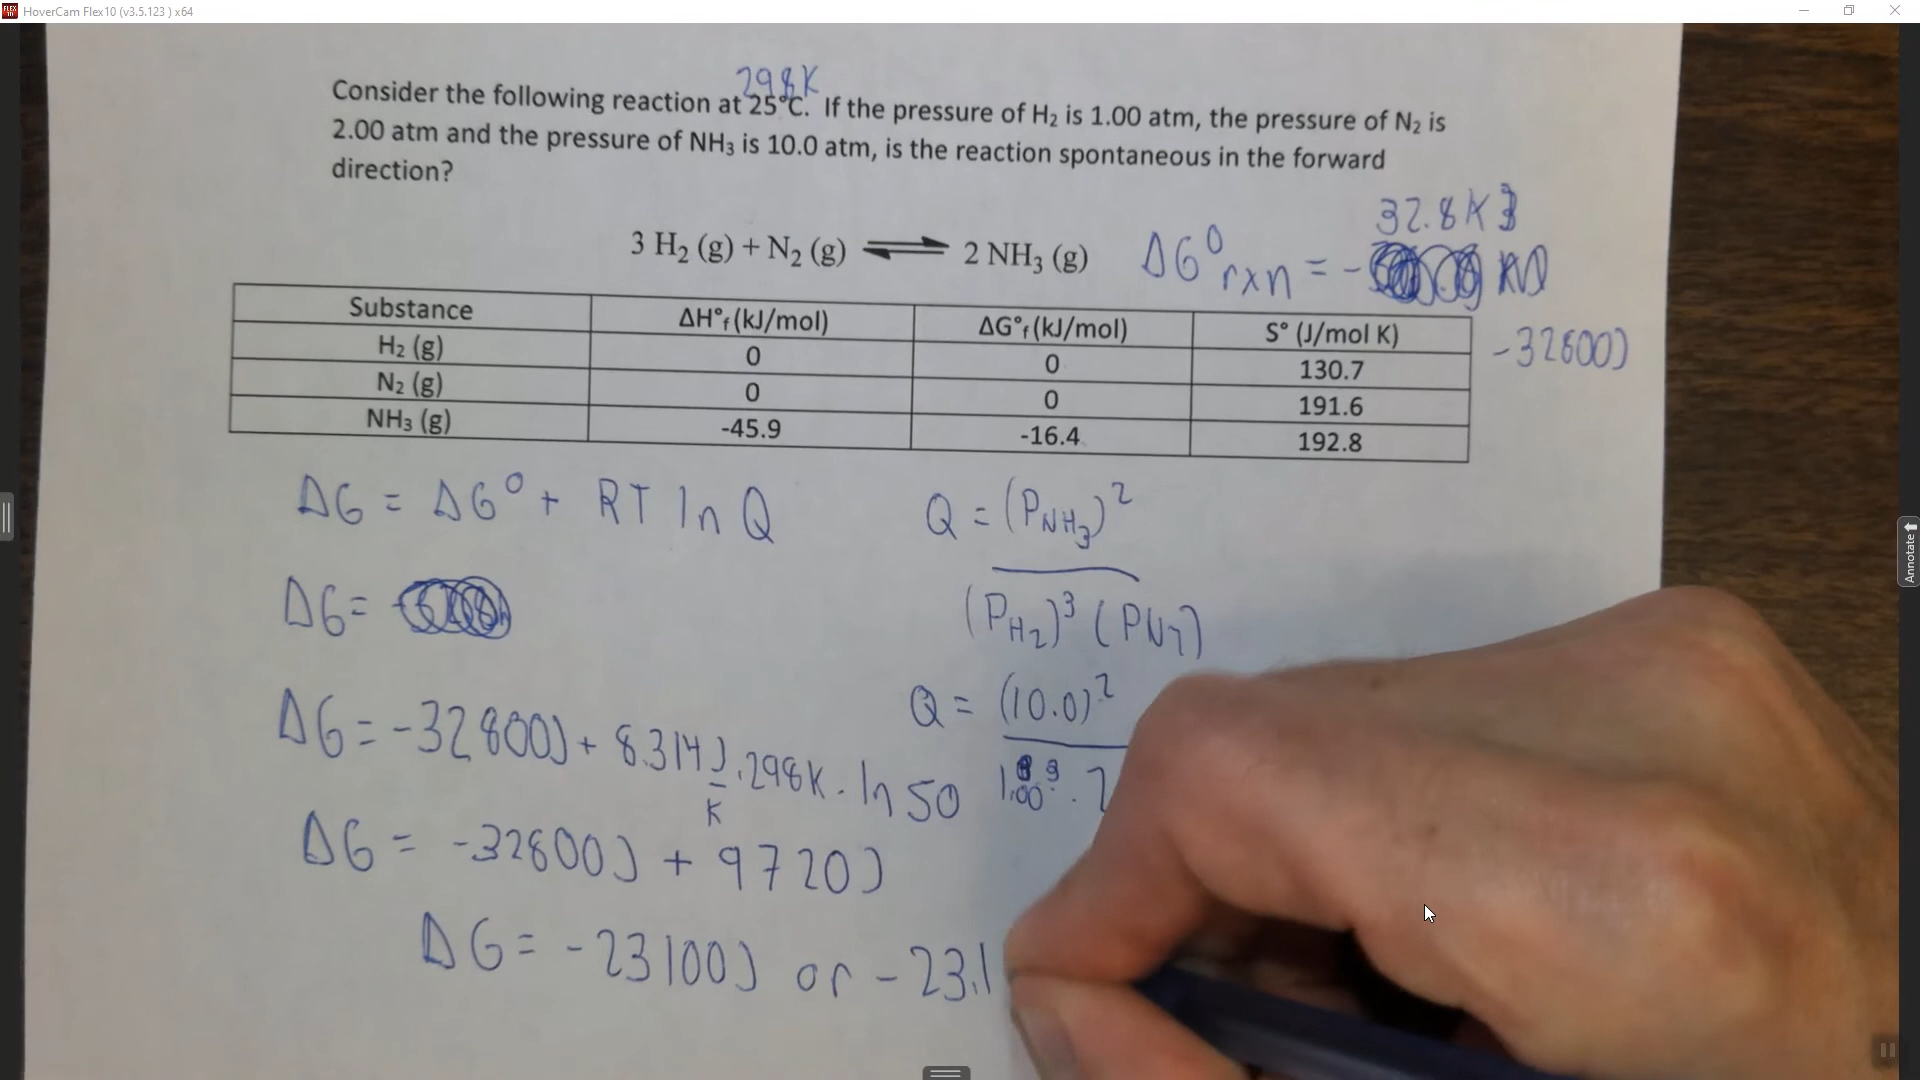 HoverCam Flex10 (v3.5.123 ) x64
298K
Consider the following reaction at 25°C. If the pressure of H₂ is 1.00 atm, the pressure of N₂ is
2.00 atm and the pressure of NH₃ is 10.0 atm, is the reaction spontaneous in the forward
direction?
32.8 KJ
3 H₂ (g) + N₂ (g) ⇌ 2 NH₃ (g)
ΔG°rxn = -
Substance ΔH°f (kJ/mol) ΔG°f (kJ/mol) S° (J/mol K)
H₂ (g) 0 0 130.7
N₂ (g) 0 0 191.6
NH₃ (g) -45.9 -16.4 192.8
-32800J
ΔG = ΔG° + RT ln Q
Q = (PNH₃)²
(PH₂)³ (PN₂)
ΔG =
Q = (10.0)²
1.00³ · 2
ΔG = -32800J + 8.314 J/K · 298K · ln 50
ΔG = -32800J + 9720J
ΔG = -23100J or -23.1
Annotate